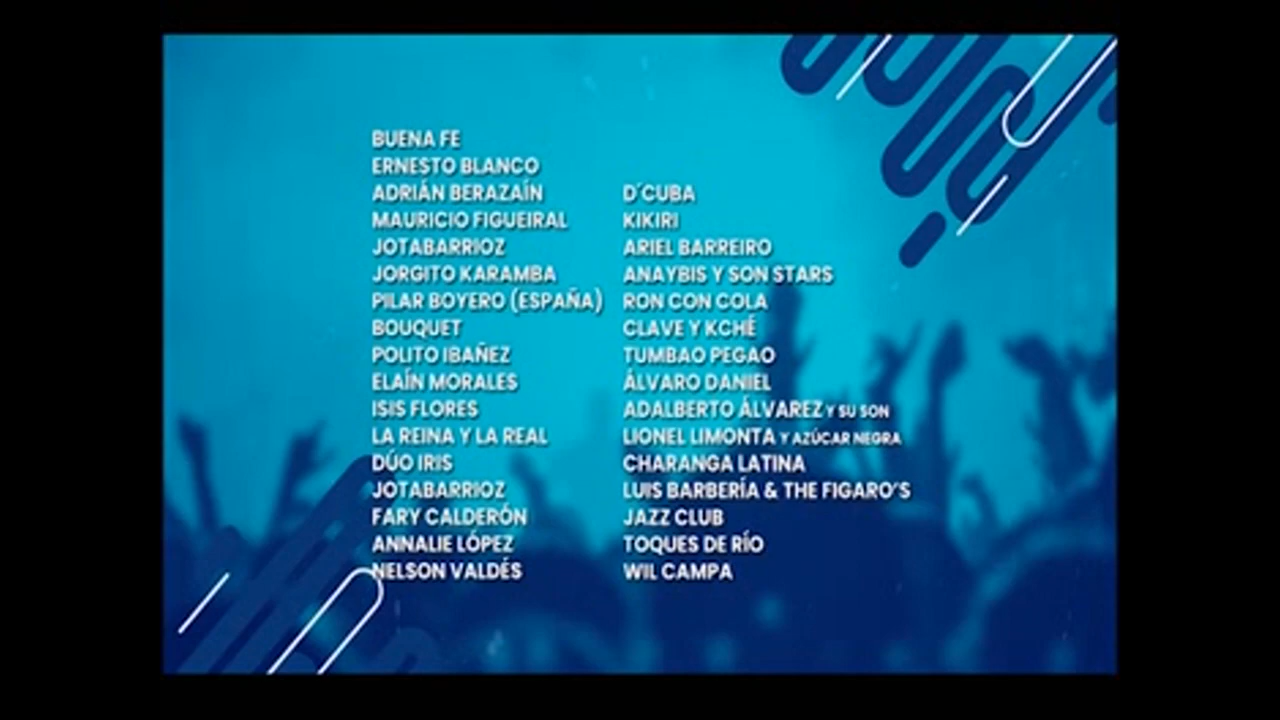 BUENA FE
ERNESTO BLANCO
ADRIÁN BERAZAÍN
MAURICIO FIGUEIRAL
JOTABARRIOZ
JORGITO KARAMBA
PILAR BOYERO (ESPAÑA)
BOUQUET
POLITO IBAÑEZ
ELAÍN MORALES
ISIS FLORES
LA REINA Y LA REAL
DÚO IRIS
JOTABARRIOZ
FARY CALDERÓN
ANNALIE LÓPEZ
NELSON VALDÉS
D´CUBA
KIKIRI
ARIEL BARREIRO
ANAYBIS Y SON STARS
RON CON COLA
CLAVE Y KCHÉ
TUMBAO PEGAO
ÁLVARO DANIEL
ADALBERTO ÁLVAREZ Y SU SON
LIONEL LIMONTA Y AZÚCAR NEGRA
CHARANGA LATINA
LUIS BARBERÍA & THE FIGARO'S
JAZZ CLUB
TOQUES DE RÍO
WIL CAMPA